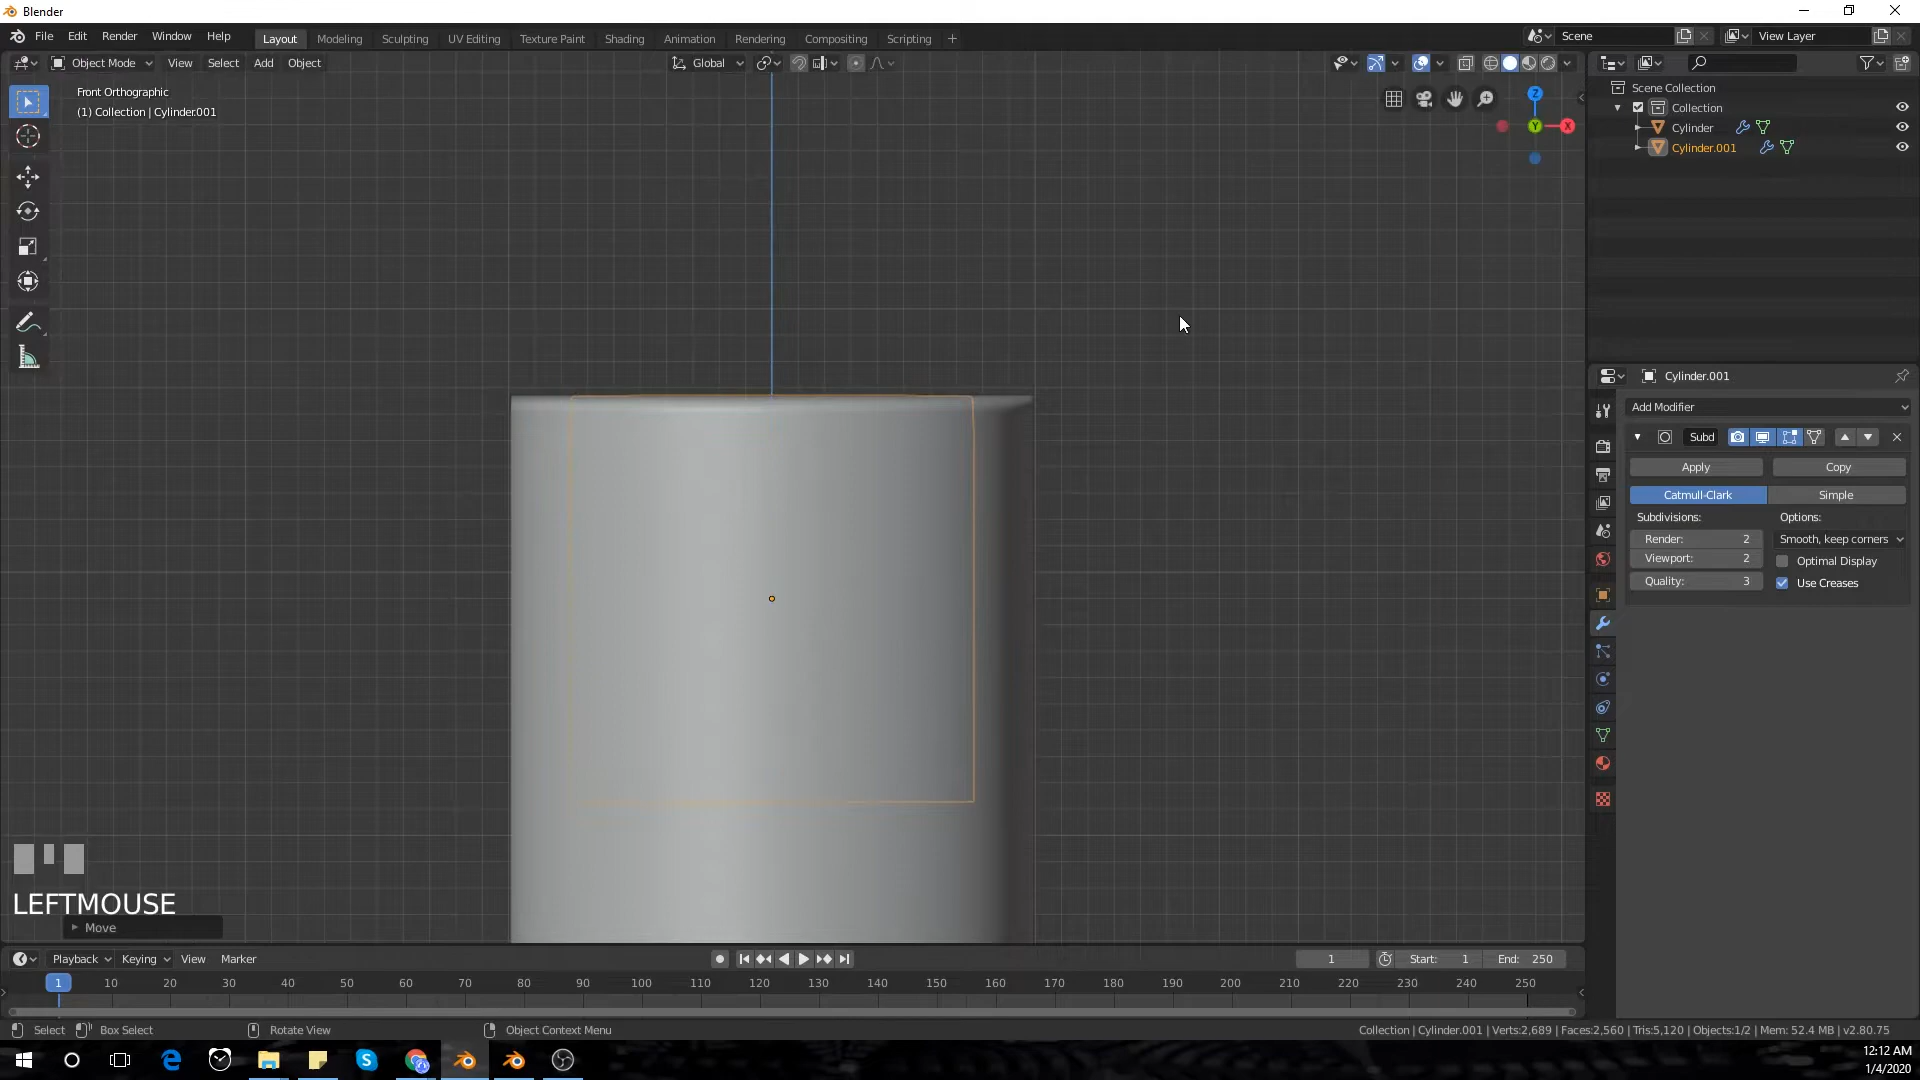 Blender
File Edit Render Window Help
Layout Modeling Sculpting UV Editing Texture Paint Shading Animation Rendering Compositing Scripting +
Scene
View Layer
Object Mode View Select Add Object
Global
Front Orthographic
(1) Collection | Cylinder.001
Z
Y
X
Scene Collection
Collection
Cylinder
Cylinder.001
Cylinder.001
Add Modifier
Subd
Apply Copy
Catmull-Clark Simple
Subdivisions: Options:
Render: 2 Smooth, keep corners
Viewport: 2 Optimal Display
Quality: 3 Use Creases
LEFTMOUSE
Move
Playback Keying View Marker
1 Start: 1 End: 250
1 10 20 30 40 50 60 70 80 90 100 110 120 130 140 150 160 170 180 190 200 210 220 230 240 250
Select Box Select Rotate View Object Context Menu
Collection | Cylinder.001 | Verts:2,689 | Faces:2,560 | Tris:5,120 | Objects:1/2 | Mem: 52.4 MB | v2.80.75
12:12 AM
1/4/2020